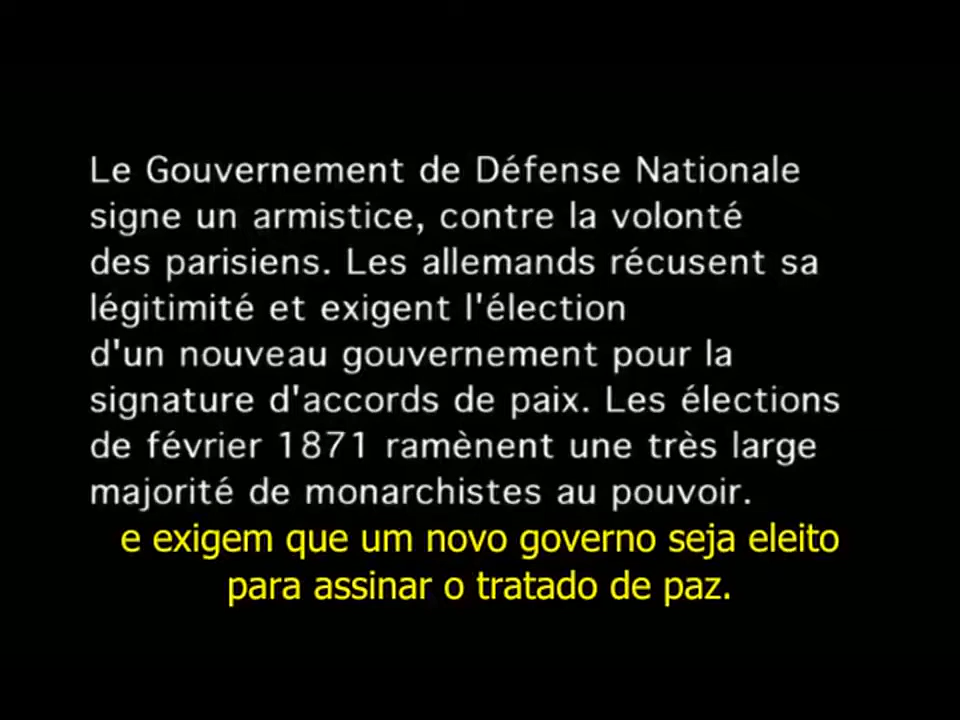 Le Gouvernement de Défense Nationale
signe un armistice, contre la volonté
des parisiens. Les allemands récusent sa
légitimité et exigent l'élection
d'un nouveau gouvernement pour la
signature d'accords de paix. Les élections
de février 1871 ramènent une très large
majorité de monarchistes au pouvoir.
e exigem que um novo governo seja eleito
para assinar o tratado de paz.